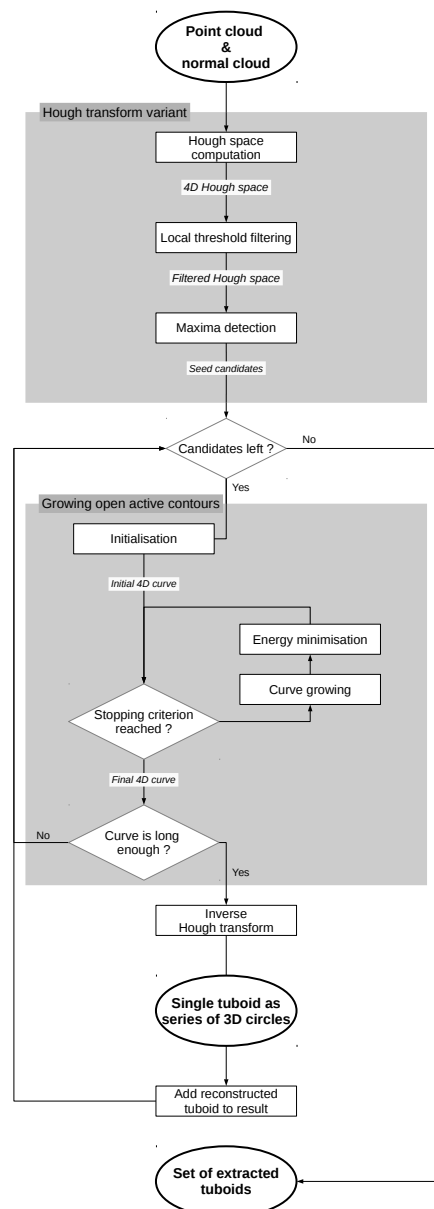 Point cloud
&
normal cloud
Hough transform variant
Hough space
computation
4D Hough space
Local threshold filtering
Filtered Hough space
Maxima detection
Seed candidates
Candidates left ?
No
Yes
Growing open active contours
Initialisation
Initial 4D curve
Energy minimisation
Curve growing
Stopping criterion
reached ?
Final 4D curve
No
Curve is long
enough ?
Yes
Inverse
Hough transform
Single tuboid as
series of 3D circles
Add reconstructed
tuboid to result
Set of extracted
tuboids